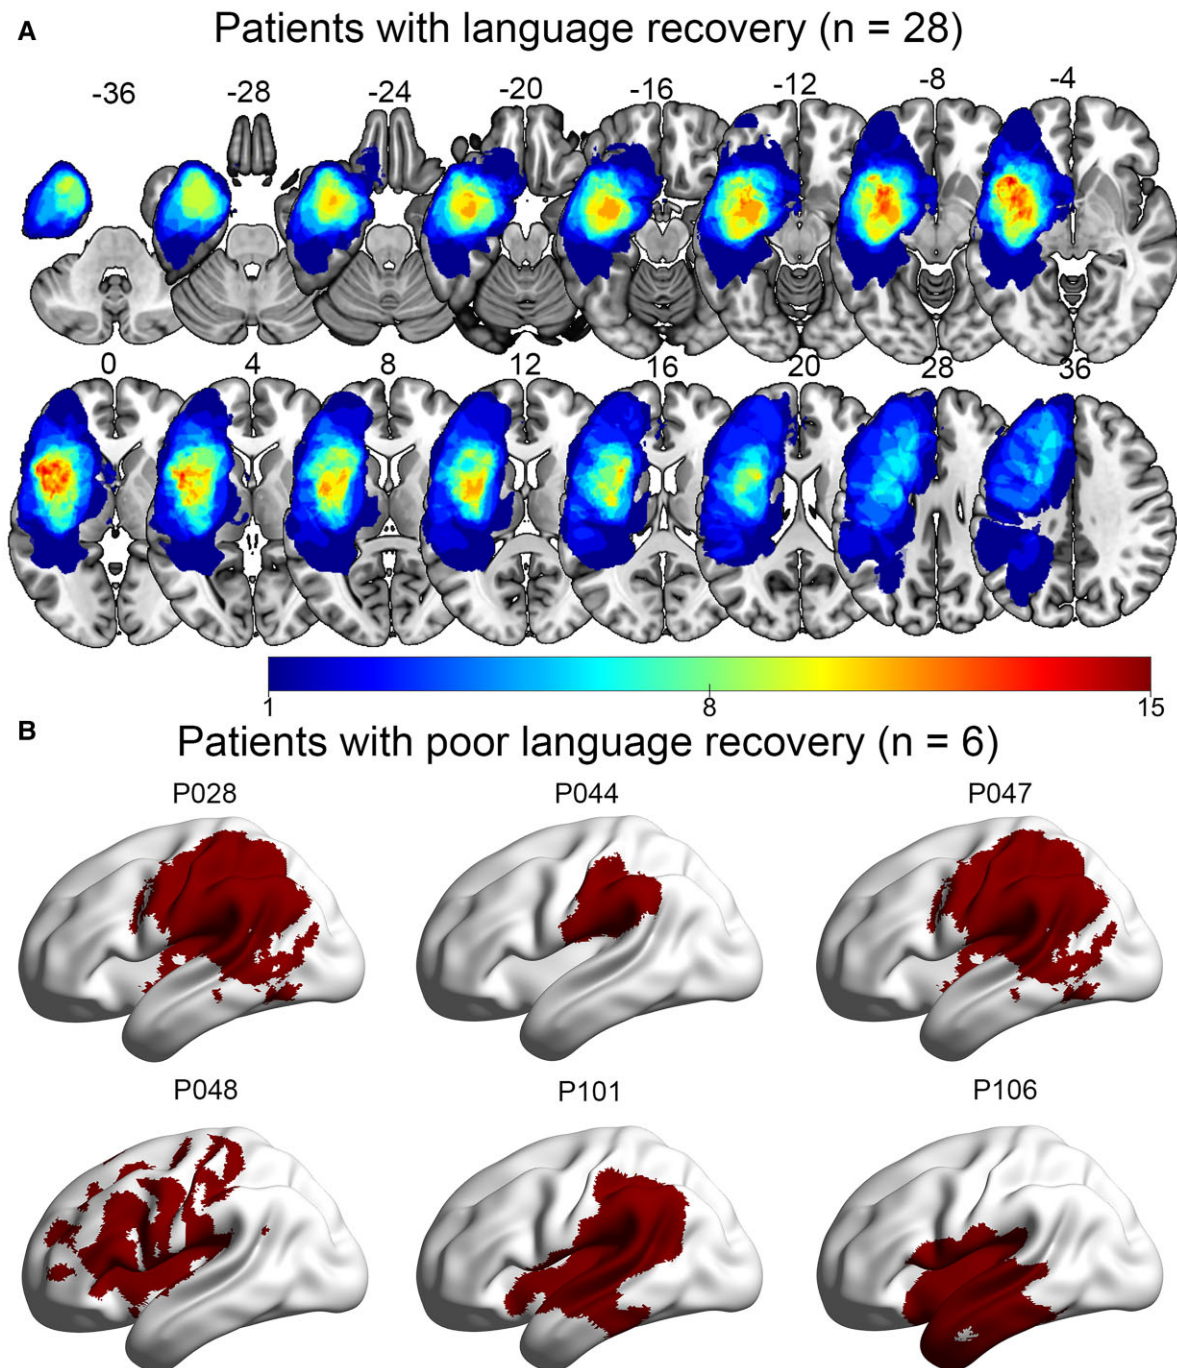 A
Patients with language recovery (n = 28)
-36 -28 -24 -20 -16 -12 -8 -4
0 4 8 12 16 20 28 36
1 8 15
B
Patients with poor language recovery (n = 6)
P028 P044 P047
P048 P101 P106